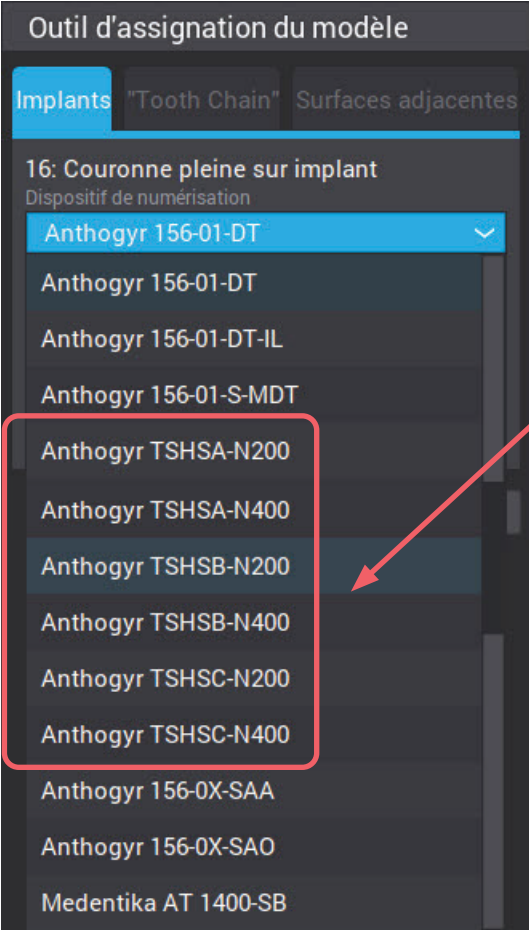 Outil d'assignation du modèle
Implants "Tooth Chain" Surfaces adjacentes
16: Couronne pleine sur implant
Dispositif de numérisation
Anthogyr 156-01-DT
Anthogyr 156-01-DT
Anthogyr 156-01-DT-IL
Anthogyr 156-01-S-MDT
Anthogyr TSHSA-N200
Anthogyr TSHSA-N400
Anthogyr TSHSB-N200
Anthogyr TSHSB-N400
Anthogyr TSHSC-N200
Anthogyr TSHSC-N400
Anthogyr 156-0X-SAA
Anthogyr 156-0X-SAO
Medentika AT 1400-SB